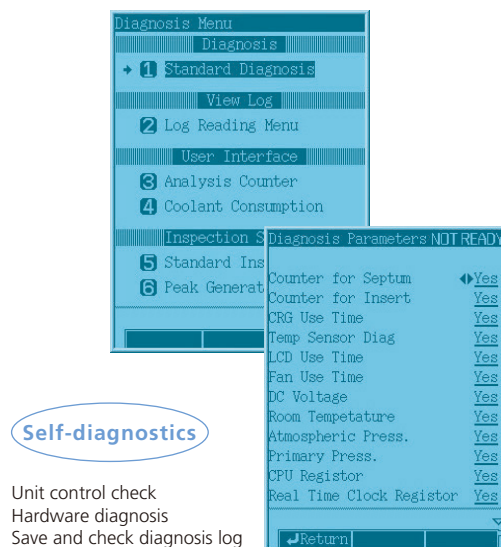 Diagnosis Menu
Diagnosis
1 Standard Diagnosis
View Log
2 Log Reading Menu
User Interface
3 Analysis Counter
4 Coolant Consumption
Inspection S
5 Standard Ins
6 Peak Generat
Diagnosis Parameters NOT READY
Counter for Septum Yes
Counter for Insert Yes
CRG Use Time Yes
Temp Sensor Diag Yes
LCD Use Time Yes
Fan Use Time Yes
DC Voltage Yes
Room Tempetature Yes
Atmospheric Press. Yes
Primary Press. Yes
CPU Registor Yes
Real Time Clock Registor Yes
Return
Self-diagnostics
Unit control check
Hardware diagnosis
Save and check diagnosis log